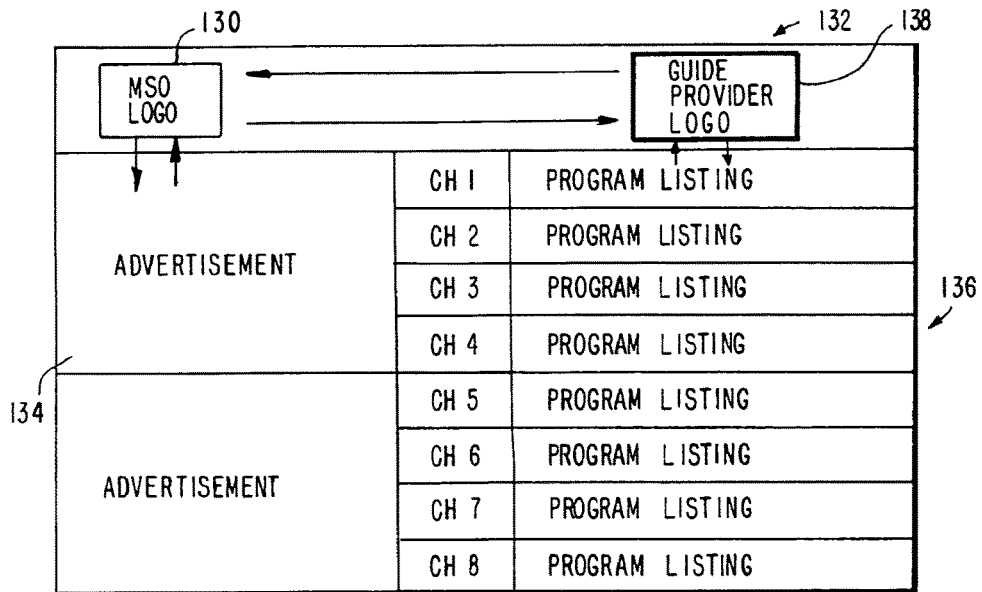 130
132
138
MSO
LOGO
GUIDE
PROVIDER
LOGO
CH 1 PROGRAM LISTING
CH 2 PROGRAM LISTING
ADVERTISEMENT
CH 3 PROGRAM LISTING
136
CH 4 PROGRAM LISTING
134
CH 5 PROGRAM LISTING
CH 6 PROGRAM LISTING
ADVERTISEMENT
CH 7 PROGRAM LISTING
CH 8 PROGRAM LISTING